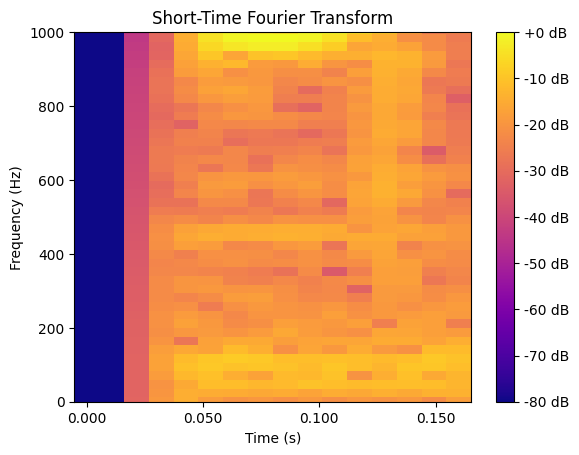 Short-Time Fourier Transform
1000
800
600
400
200
0
Frequency (Hz)
0.000
0.050
0.100
0.150
Time (s)
+0 dB
-10 dB
-20 dB
-30 dB
-40 dB
-50 dB
-60 dB
-70 dB
-80 dB